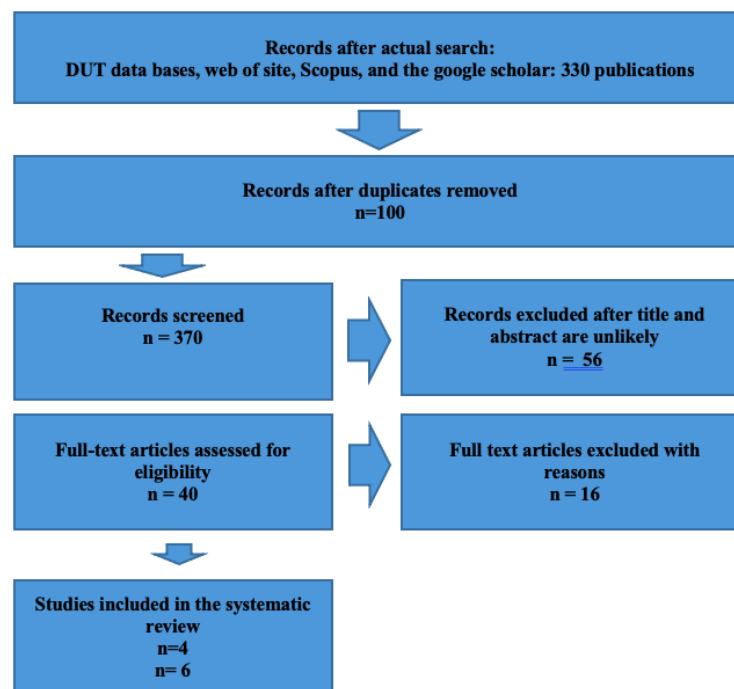 Records after actual search:
DUT data bases, web of site, Scopus, and the google scholar: 330 publications
Records after duplicates removed
n=100
Records screened
n = 370
Records excluded after title and
abstract are unlikely
n = 56
Full-text articles assessed for
eligibility
n = 40
Full text articles excluded with
reasons
n = 16
Studies included in the systematic
review
n=4
n= 6